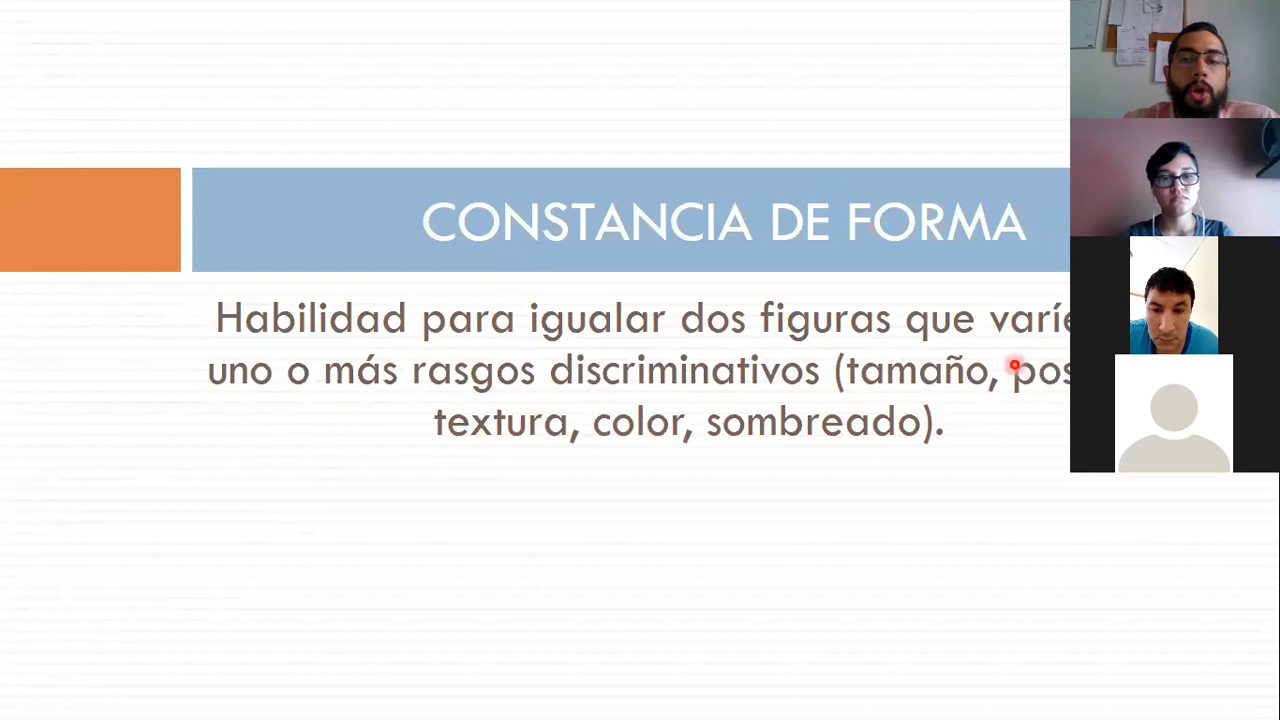 CONSTANCIA DE FORMA
Habilidad para igualar dos figuras que
uno o más rasgos discriminativos (tamaño,
textura, color, sombreado).